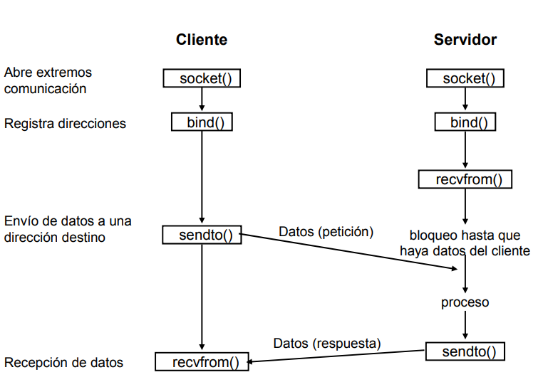 Cliente
Servidor
Abre extremos
comunicación
socket()
socket()
Registra direcciones
bind()
bind()
recvfrom()
Envío de datos a una
dirección destino
sendto()
Datos (petición)
bloqueo hasta que
haya datos del cliente
proceso
Datos (respuesta)
sendto()
Recepción de datos
recvfrom()